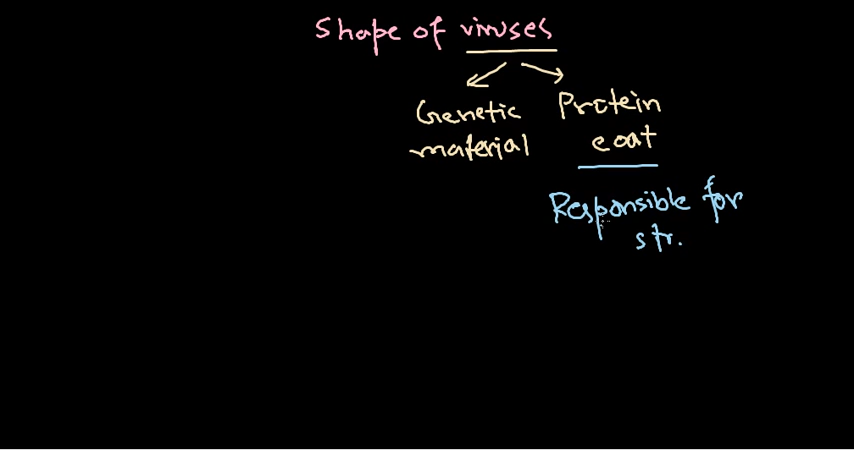 Shape of viruses
Genetic Protein
material coat
Responsible for
str.